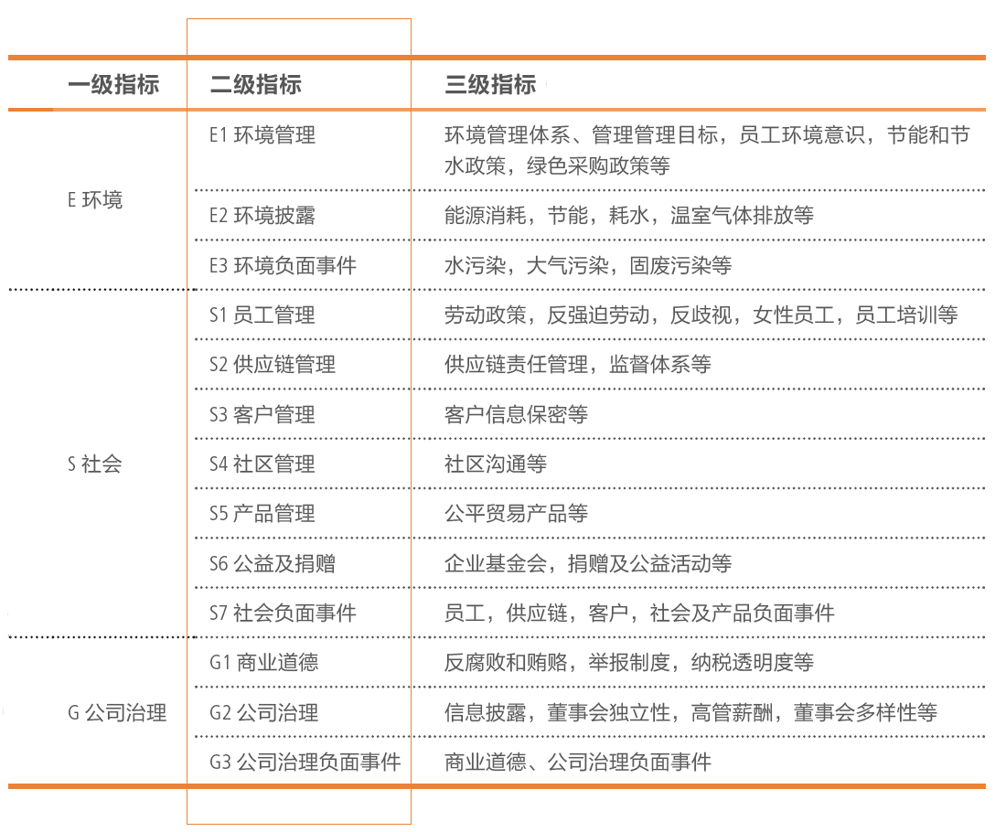 一级指标 二级指标 三级指标
E1 环境管理 环境管理体系、管理管理目标，员工环境意识，节能和节
水政策，绿色采购政策等
E 环境
E2 环境披露 能源消耗，节能，耗水，温室气体排放等
E3 环境负面事件 水污染，大气污染，固废污染等
S1 员工管理 劳动政策，反强迫劳动，反歧视，女性员工，员工培训等
S2 供应链管理 供应链责任管理，监督体系等
S3 客户管理 客户信息保密等
S 社会 S4 社区管理 社区沟通等
S5 产品管理 公平贸易产品等
S6 公益及捐赠 企业基金会，捐赠及公益活动等
S7 社会负面事件 员工，供应链，客户，社会及产品负面事件
G1 商业道德 反腐败和贿赂，举报制度，纳税透明度等
G 公司治理 G2 公司治理 信息披露，董事会独立性，高管薪酬，董事会多样性等
G3 公司治理负面事件 商业道德、公司治理负面事件